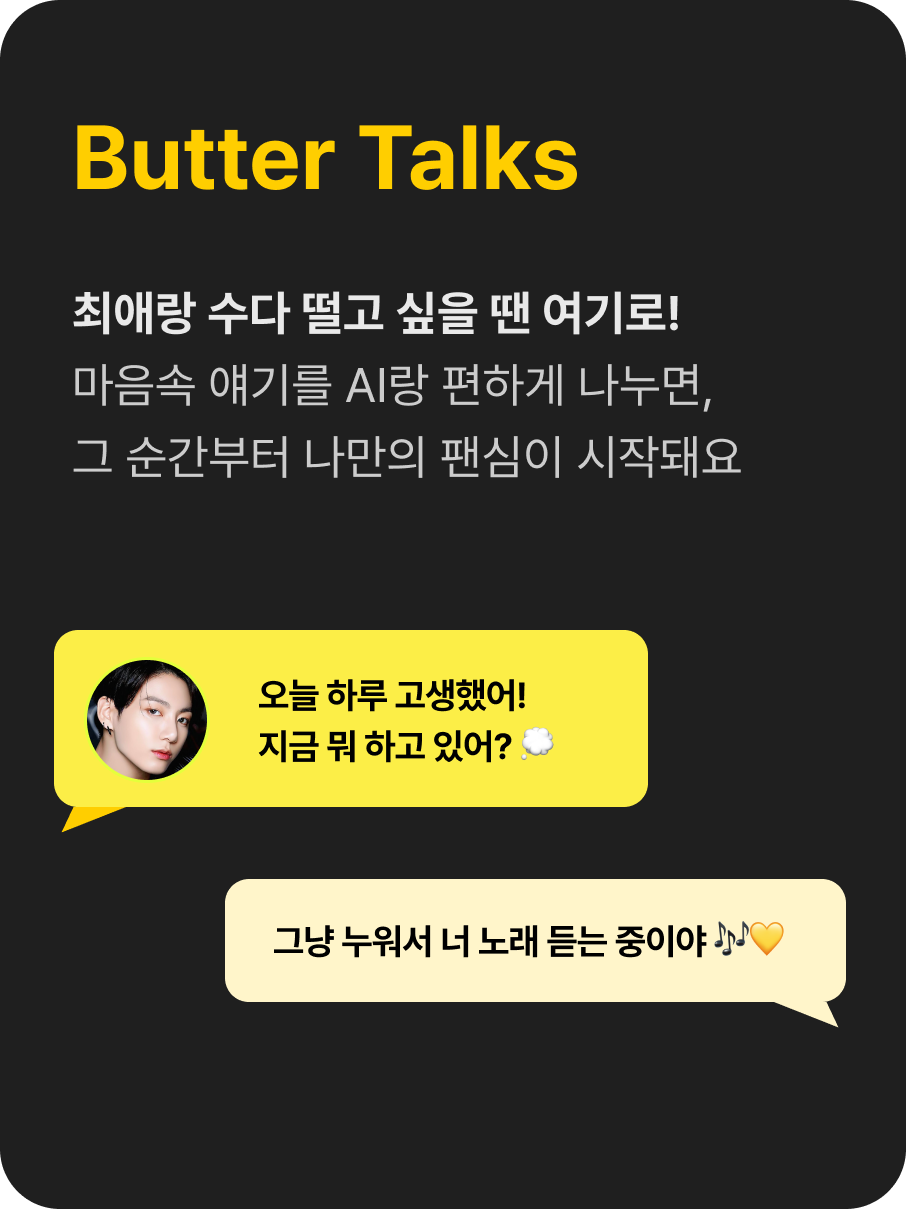 Butter Talks
최애랑 수다 떨고 싶을 땐 여기로!
마음속 얘기를 AI랑 편하게 나누면,
그 순간부터 나만의 팬심이 시작돼요
오늘 하루 고생했어!
지금 뭐 하고 있어? 💭
그냥 누워서 너 노래 듣는 중이야 🎶💛